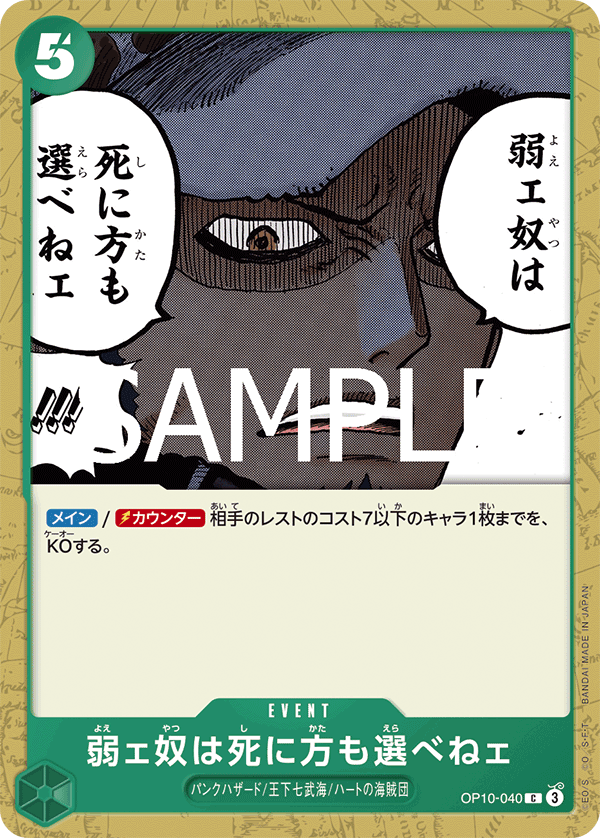 DLICHES EIS MEER
5
弱ェ奴は
死に方も
選べねェ
!!!
SAMPLE
メイン / カウンター 相手のレストのコスト7以下のキャラ1枚までを、
KOする。
EVENT
弱ェ奴は死に方も選べねェ
パンクハザード/王下七武海/ハートの海賊団
OP10-040 C 3
©E.O. S.F.T BANDAI MADE IN JAPAN